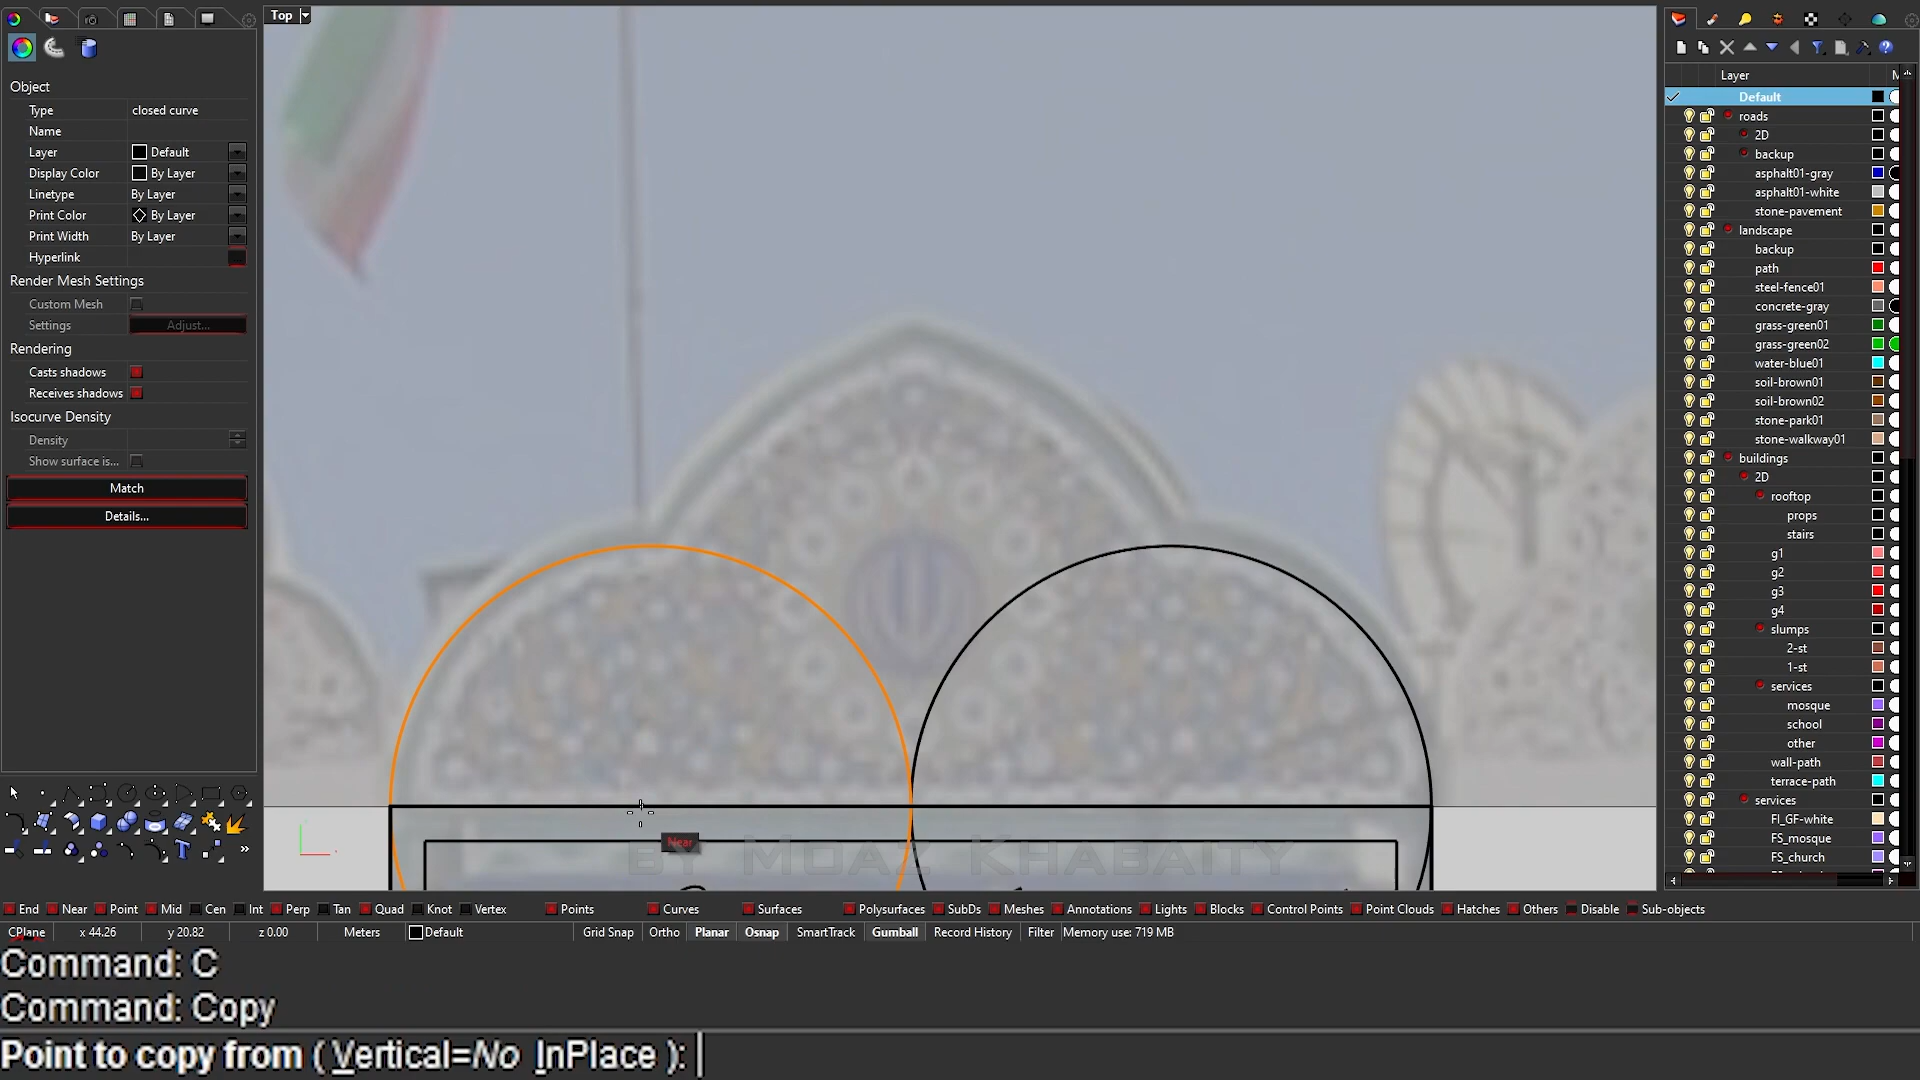 Top
Object
Type closed curve
Name
Layer Default
Display Color By Layer
Linetype By Layer
Print Color By Layer
Print Width By Layer
Hyperlink
Render Mesh Settings
Custom Mesh
Settings Adjust...
Rendering
Casts shadows
Receives shadows
Isocurve Density
Density
Show surface is...
Match
Details...
Near
BY MOAZ KHABAITY
Layer M
Default
roads
2D
backup
asphalt01-gray
asphalt01-white
stone-pavement
landscape
backup
path
steel-fence01
concrete-gray
grass-green01
grass-green02
water-blue01
soil-brown01
soil-brown02
stone-park01
stone-walkway01
buildings
2D
rooftop
props
stairs
g1
g2
g3
g4
slumps
2-st
1-st
services
mosque
school
other
wall-path
terrace-path
services
Fl_GF-white
FS_mosque
FS_church
End Near Point Mid Cen Int Perp Tan Quad Knot Vertex Points Curves Surfaces Polysurfaces SubDs Meshes Annotations Lights Blocks Control Points Point Clouds Hatches Others Disable Sub-objects
CPlane x 44.26 y 20.82 z 0.00 Meters Default Grid Snap Ortho Planar Osnap SmartTrack Gumball Record History Filter Memory use: 719 MB
Command: C
Command: Copy
Point to copy from ( Vertical=No InPlace ):